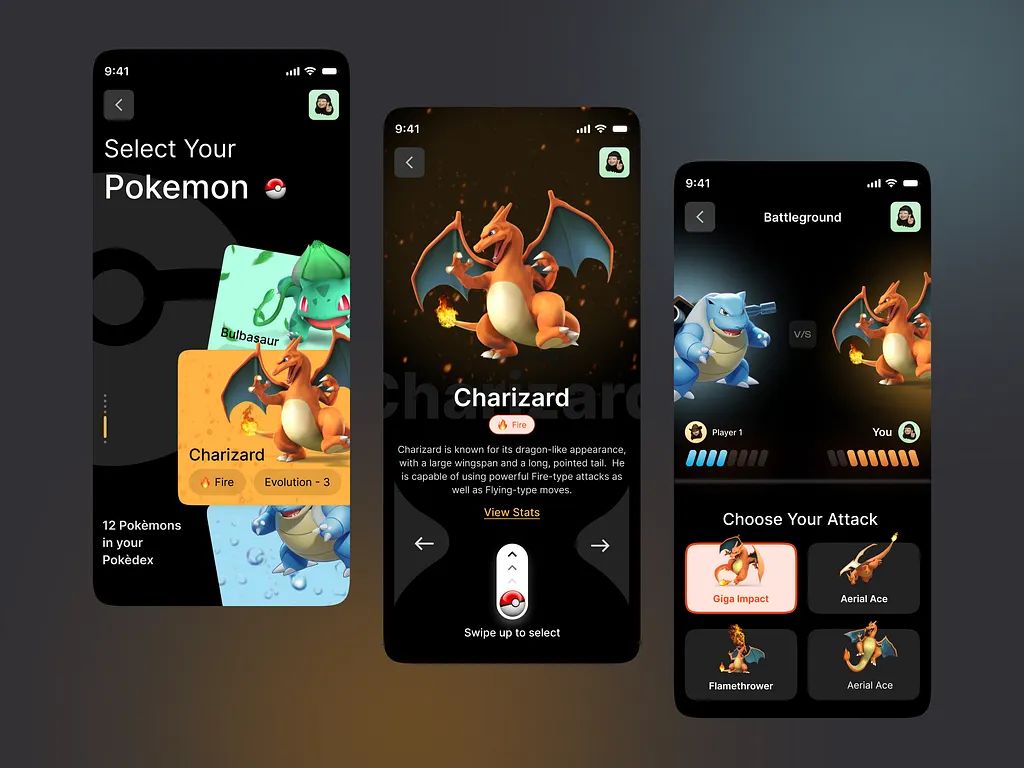 9:41
Select Your
Pokemon
Bulbasaur
Charizard
Fire
Evolution - 3
12 Pokèmons
in your
Pokèdex
9:41
Charizard
Charizard
Fire
Charizard is known for its dragon-like appearance,
with a large wingspan and a long, pointed tail. He
is capable of using powerful Fire-type attacks as
well as Flying-type moves.
View Stats
Swipe up to select
9:41
Battleground
V/S
Player 1
You
Choose Your Attack
Giga Impact
Aerial Ace
Flamethrower
Aerial Ace